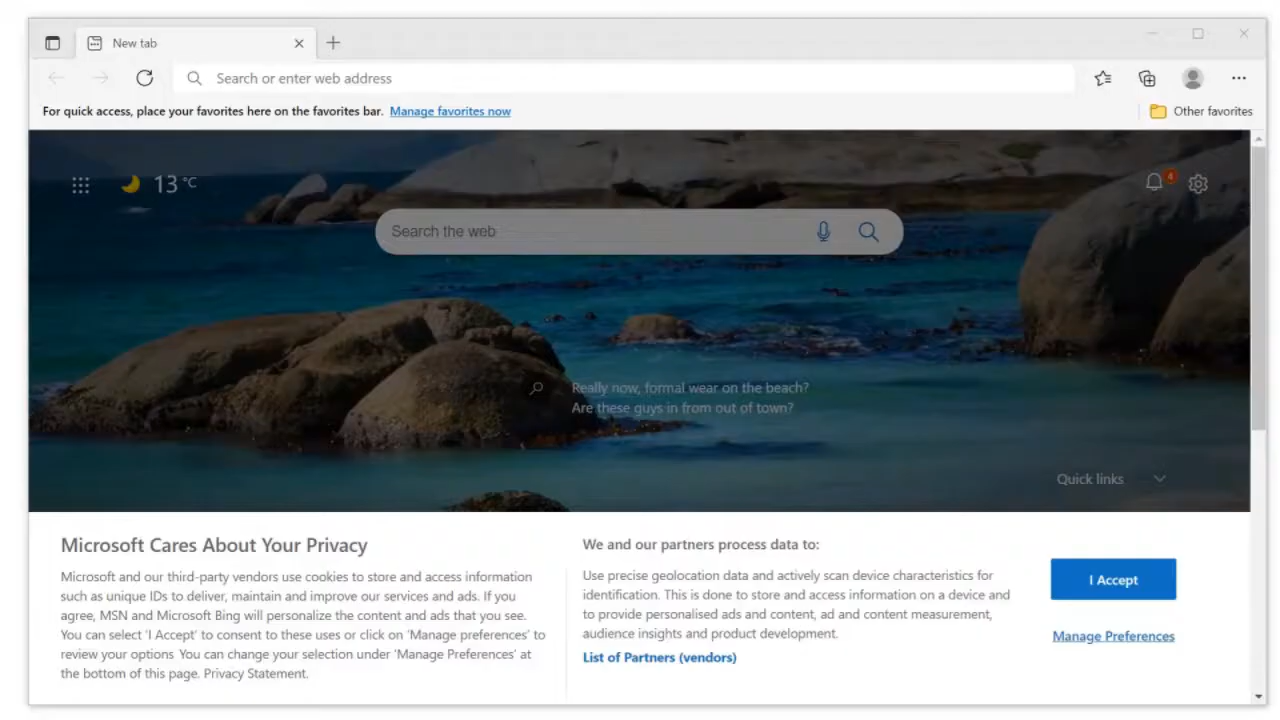 New tab
Search or enter web address
For quick access, place your favorites here on the favorites bar. Manage favorites now
Other favorites
13 °C
4
Search the web
Really now, formal wear on the beach?
Are these guys in from out of town?
Quick links
Microsoft Cares About Your Privacy
Microsoft and our third-party vendors use cookies to store and access information
such as unique IDs to deliver, maintain and improve our services and ads. If you
agree, MSN and Microsoft Bing will personalize the content and ads that you see.
You can select 'I Accept' to consent to these uses or click on 'Manage preferences' to
review your options You can change your selection under 'Manage Preferences' at
the bottom of this page. Privacy Statement.
We and our partners process data to:
Use precise geolocation data and actively scan device characteristics for
identification. This is done to store and access information on a device and
to provide personalised ads and content, ad and content measurement,
audience insights and product development.
List of Partners (vendors)
I Accept
Manage Preferences